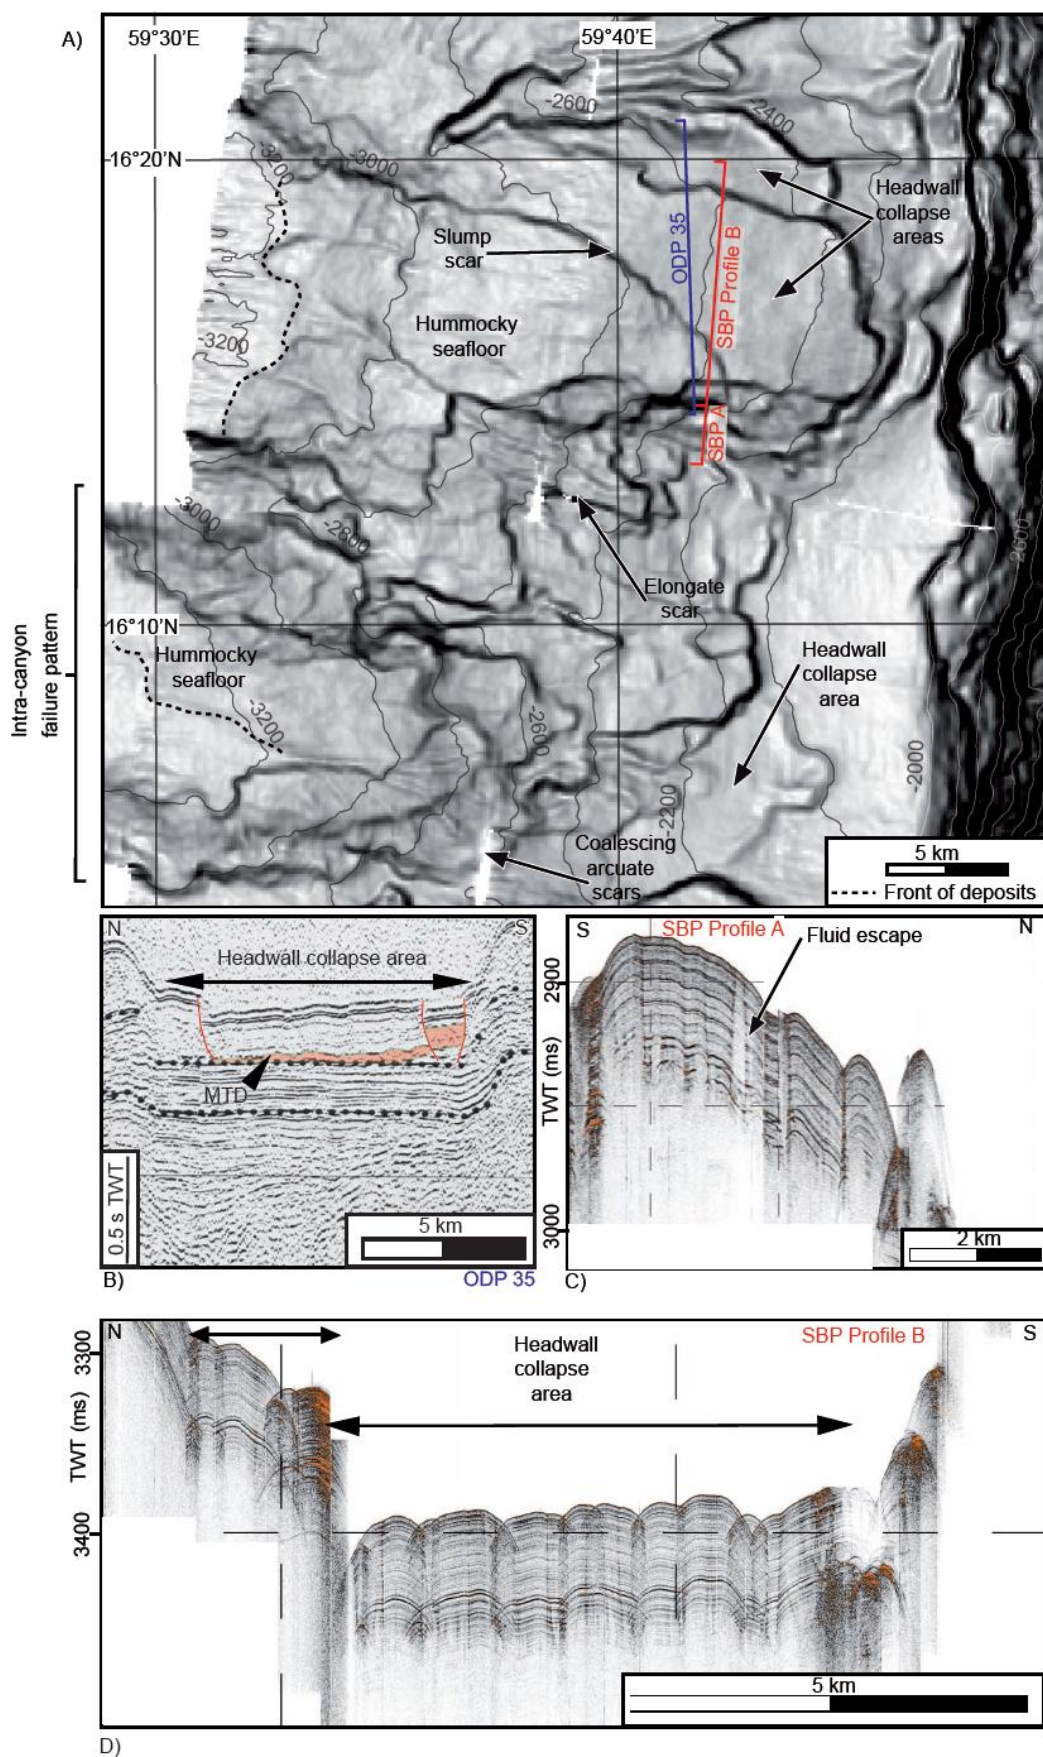 A)
59°30'E
59°40'E
-2600
-2400
-3200
-3000
16°20'N
Headwall
collapse
areas
Slump
scar
ODP 35
SBP Profile B
-3200
Hummocky
seafloor
SBP A
-3000
-2800
2600
Elongate
scar
16°10'N
Intra-canyon
failure pattern
Hummocky
seafloor
Headwall
collapse
area
-3200
-2600
-2000
-2200
Coalescing
arcuate
scars
5 km
Front of deposits
N
S
Headwall collapse area
MTD
0.5 s TWT
5 km
B)
ODP 35
S
SBP Profile A
N
Fluid escape
2900
TWT (ms)
3000
2 km
C)
N
Headwall
collapse
area
SBP Profile B
S
3300
TWT (ms)
3400
5 km
D)